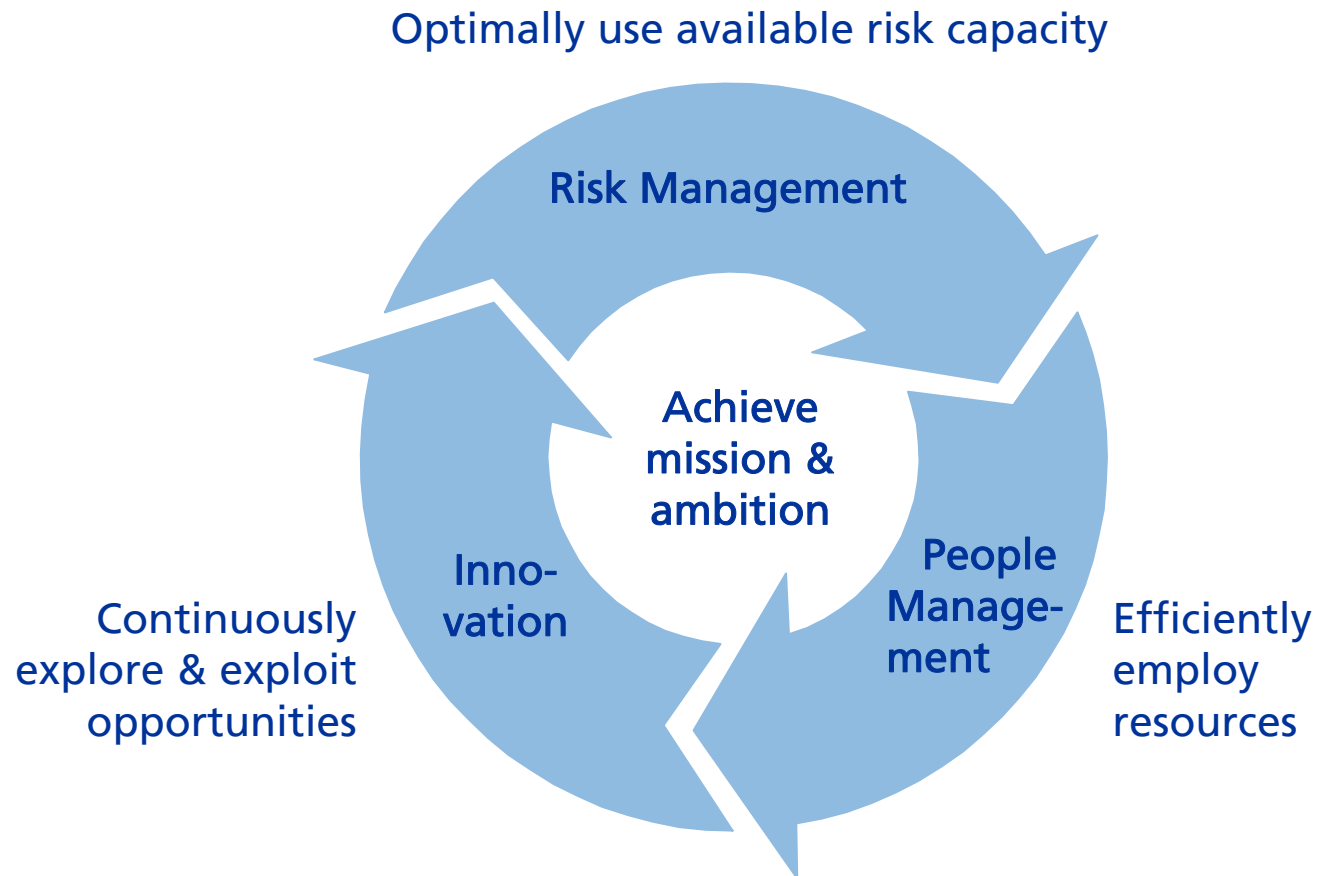 Optimally use available risk capacity
Risk Management
Achieve
mission &
ambition
People
Manage-
ment
Efficiently
employ
resources
Inno-
vation
Continuously
explore & exploit
opportunities